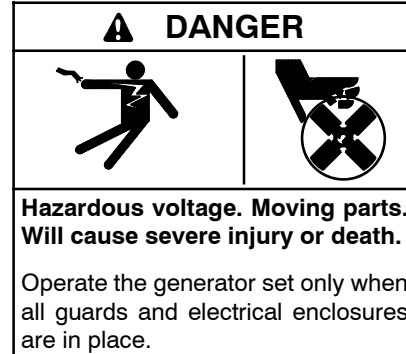 DANGER
Hazardous voltage. Moving parts.
Will cause severe injury or death.
Operate the generator set only when
all guards and electrical enclosures
are in place.